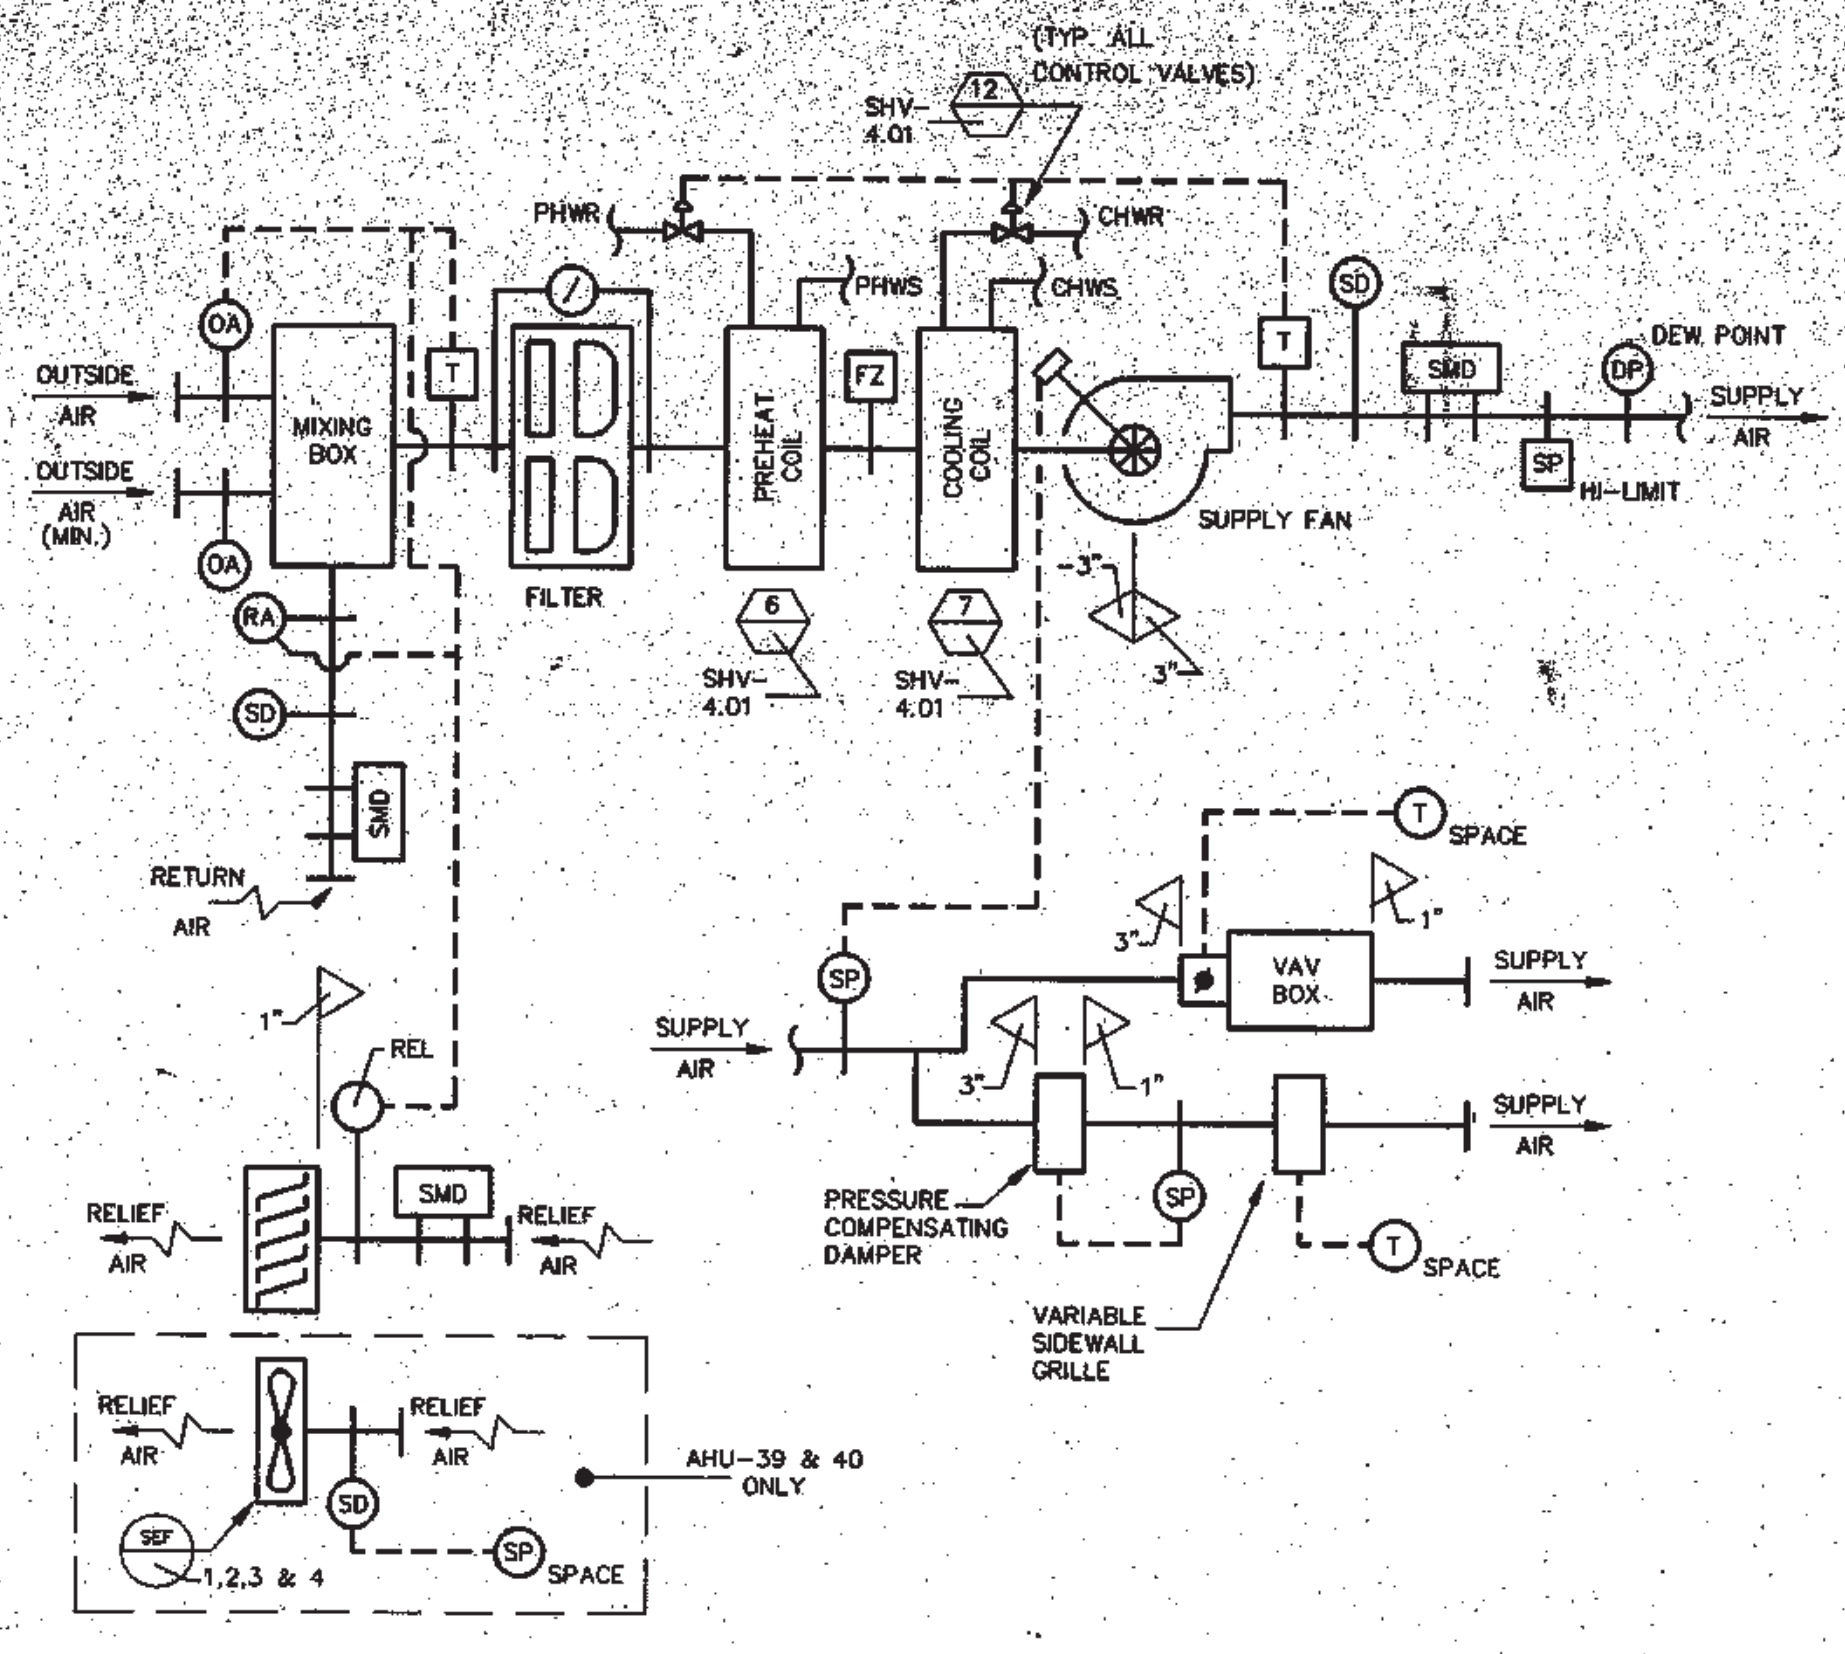 (TYP. ALL
CONTROL VALVES)
12
SHV-
4.01
PHWR
CHWR
PHWS
CHWS
OA
SD
OUTSIDE
AIR
T
T
FZ
SMD
DP
DEW POINT
SUPPLY
AIR
MIXING
BOX
PREHEAT
COIL
COOLING
COIL
OUTSIDE
AIR
(MIN.)
SP
HI-LIMIT
SUPPLY FAN
OA
FILTER
-3"
3"
6
SHV-
4.01
7
SHV-
4.01
RA
SD
SMD
RETURN
AIR
T
SPACE
3"
1"
VAV
BOX
SUPPLY
AIR
SP
SUPPLY
AIR
3"
1"
1"
REL
SUPPLY
AIR
SMD
RELIEF
AIR
RELIEF
AIR
PRESSURE
COMPENSATING
DAMPER
SP
T
SPACE
VARIABLE
SIDEWALL
GRILLE
RELIEF
AIR
RELIEF
AIR
AHU-39 & 40
ONLY
SD
SEF
1,2,3 & 4
SP
SPACE